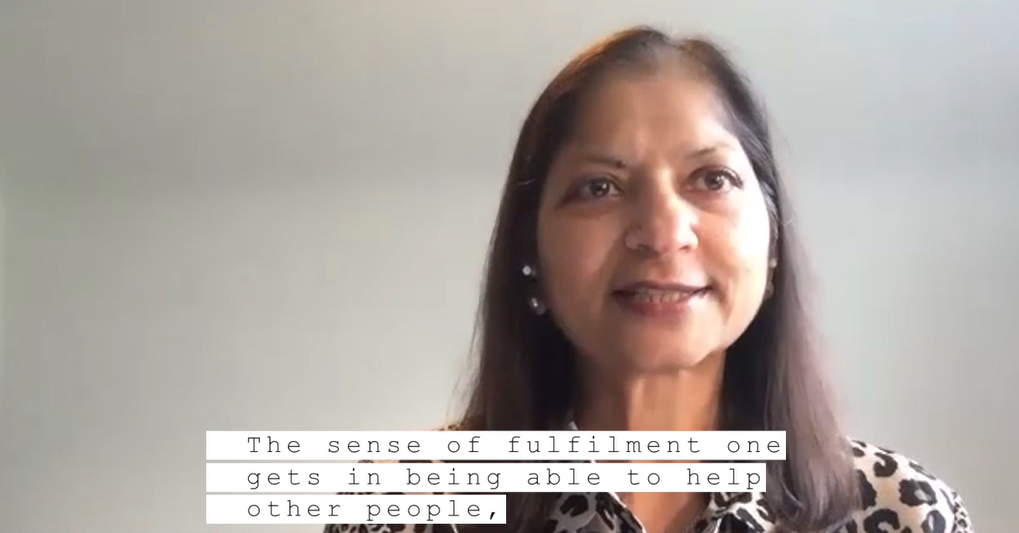 The sense of fulfilment one
gets in being able to help
other people,